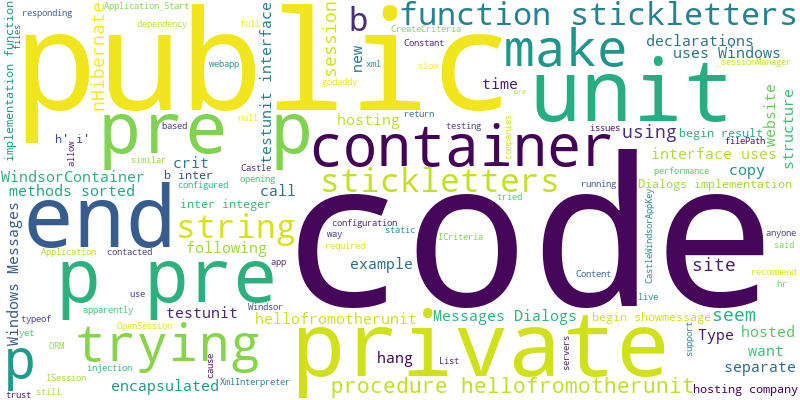 responding
Application_Start
files
dependency
full
nHibernate
session
b
function stickletters
CreateCriteria
Constant
make
declarations
uses Windows
implementation function
public
webapp
xml
new
slow
_sessionManager
godaddy
unit
testunit interface
null
pre
time
structure
website
pre p
hosting
return
testing
companies
issues
using
begin result
filePath
h'i'
based
container
allow
similar
crit
Castle
interface uses
WindsorContainer
b inter
opening
stickletters
running
performance
copy
methods sorted
configured
call
tried
Dialogs implementation
end
string
inter integer
code
CastleWindsorAppKey
Windows Messages
configuration
static
ICriteria
anyone
Application
contacted
way
required
following
said
p pre
app
example
Content
site
recommend
apparently
use
Windsor
live
hr
typeof
injection
testunit
hellofromotherunit
Messages Dialogs
begin showmessage
seem
yet
OpenSession
trying
private
support
Type
hosted
p
ORM
cause
hang
List
servers
want
ISession
separate
trust
still
encapsulated
XmlInterpreter
procedure hellofromotherunit
hosting company